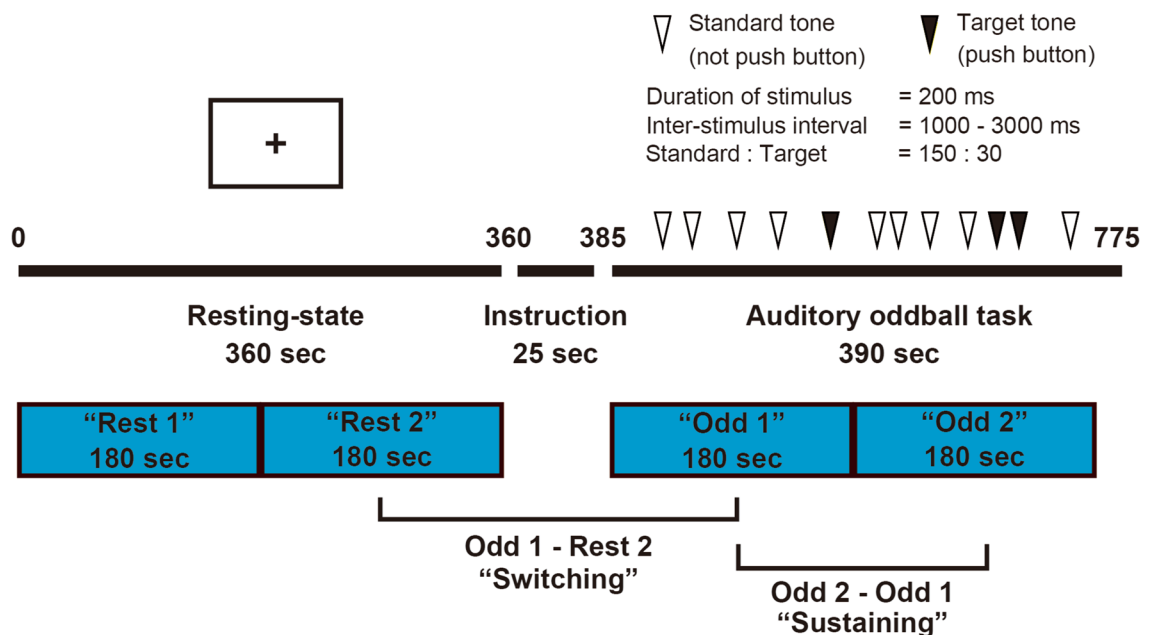 Standard tone
(not push button)
Target tone
(push button)
Duration of stimulus = 200 ms
Inter-stimulus interval = 1000 - 3000 ms
Standard : Target = 150 : 30
+
0 360 385 775
Resting-state
360 sec
Instruction
25 sec
Auditory oddball task
390 sec
“Rest 1”
180 sec
“Rest 2”
180 sec
“Odd 1”
180 sec
“Odd 2”
180 sec
Odd 1 - Rest 2
“Switching”
Odd 2 - Odd 1
“Sustaining”